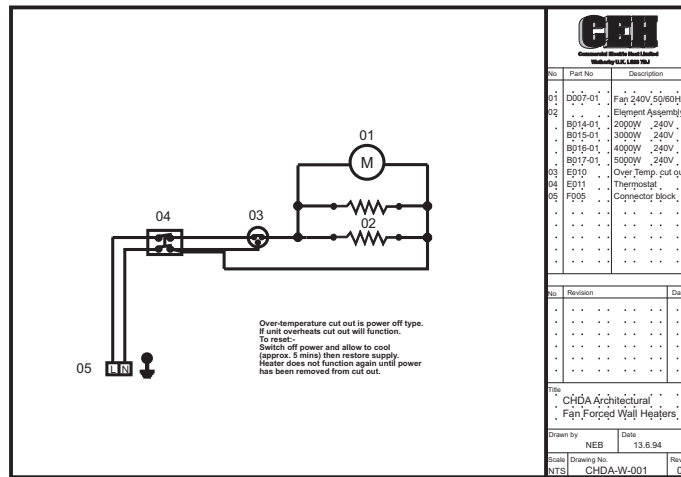 CEH
Commercial Electric Heat Limited
Wetherby U.K. LS22 7DJ
No Part No Description
01 D007-01 Fan 240V 50/60H
02 Element Assembly
B014-01 2000W 240V
B015-01 3000W 240V
B016-01 4000W 240V
B017-01 5000W 240V
03 E010 Over Temp. cut ou
04 E011 Thermostat
05 F005 Connector block
01
M
02
03
04
Over-temperature cut out is power off type.
If unit overheats cut out will function.
To reset:-
Switch off power and allow to cool
(approx. 5 mins) then restore supply.
Heater does not function again until power
has been removed from cut out.
05
L N
No Revision Da
Title
CHDA Architectural
Fan Forced Wall Heaters
Drawn by Date
NEB 13.6.94
Scale Drawing No. Rev
NTS CHDA-W-001 0